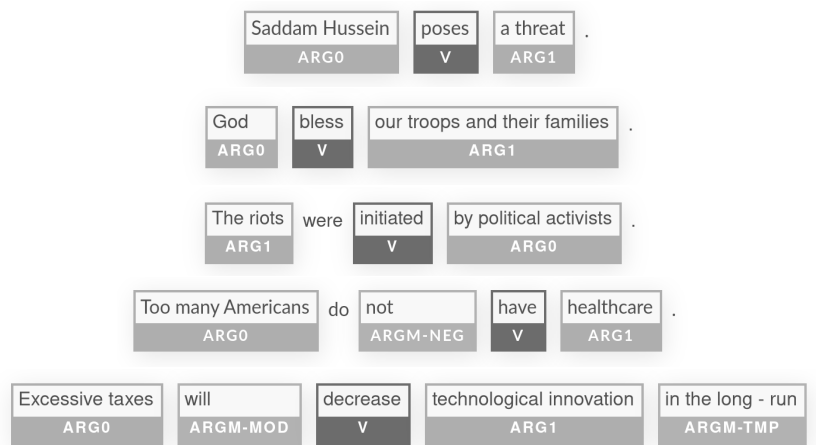 Saddam Hussein poses a threat .
ARG0 V ARG1
God bless our troops and their families .
ARG0 V ARG1
The riots were initiated by political activists .
ARG1 V ARG0
Too many Americans do not have healthcare .
ARG0 ARGM-NEG V ARG1
Excessive taxes will decrease technological innovation in the long - run
ARG0 ARGM-MOD V ARG1 ARGM-TMP